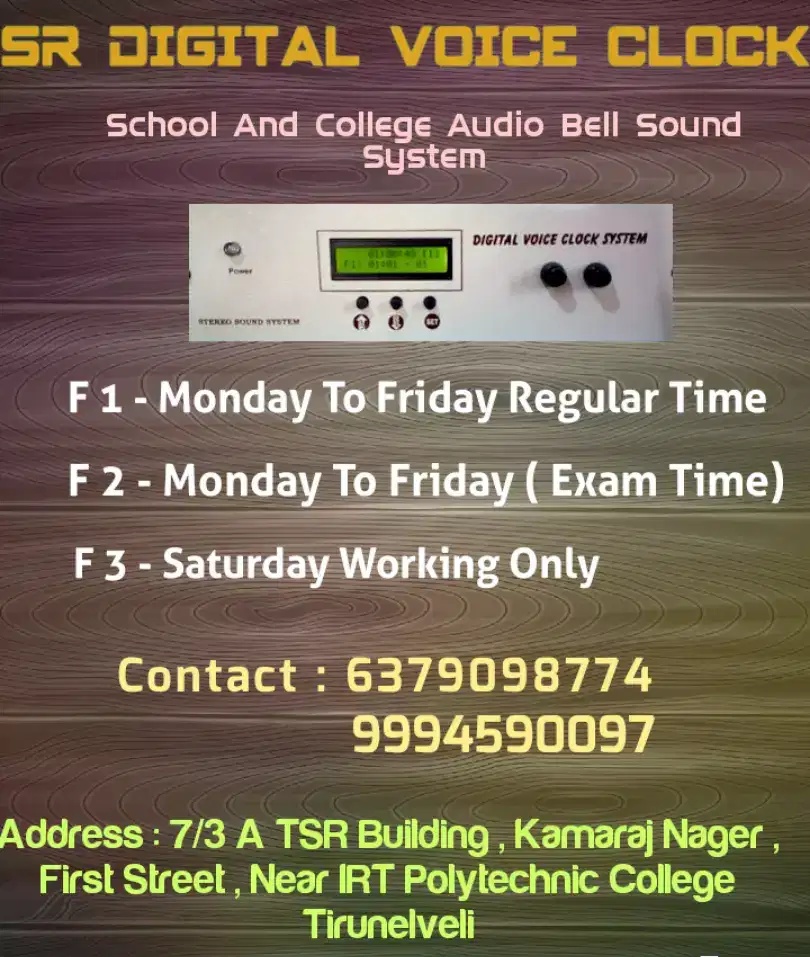 SR DIGITAL VOICE CLOCK
School And College Audio Bell Sound
System
DIGITAL VOICE CLOCK SYSTEM
Power
STEREO SOUND SYSTEM
SET
F 1 - Monday To Friday Regular Time
F 2 - Monday To Friday ( Exam Time)
F 3 - Saturday Working Only
Contact : 6379098774
9994590097
Address : 7/3 A TSR Building , Kamaraj Nager ,
First Street , Near IRT Polytechnic College
Tirunelveli